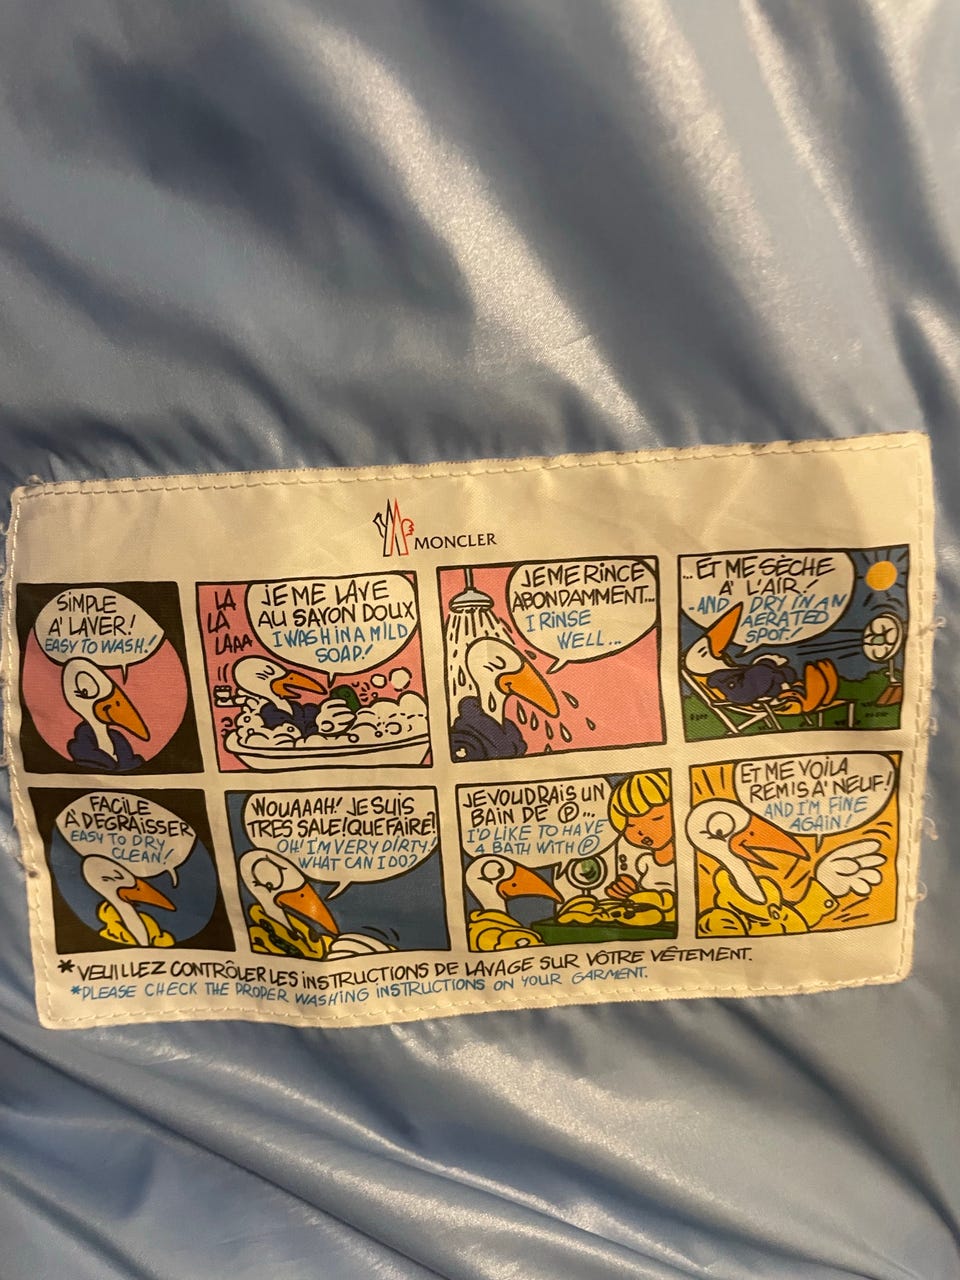 MONCLER
SIMPLE
A' LAVER!
EASY TO WASH!
LA
LA
LAAA
JE ME LAVE
AU SAVON DOUX
I WASH IN A MILD
SOAP!
JE ME RINCE
ABONDAMMENT...
I RINSE
WELL...
...ET ME SÈCHE
A' L'AIR!
-AND DRY IN AN
AERATED
SPOT!
FACILE
A' DÉGRAISSER
EASY TO DRY
CLEAN!
WOUAAAH! JE SUIS
TRES SALE! QUE FAIRE!
OH! I'M VERY DIRTY!
WHAT CAN I DO?
JE VOUDRAIS UN
BAIN DE Ⓟ...
I'D LIKE TO HAVE
A BATH WITH Ⓟ
ET ME VOILA
REMIS A' NEUF!
AND I'M FINE
AGAIN!
*VEUILLEZ CONTRÔLER LES INSTRUCTIONS DE LAVAGE SUR VÔTRE VÊTEMENT.
*PLEASE CHECK THE PROPER WASHING INSTRUCTIONS ON YOUR GARMENT.